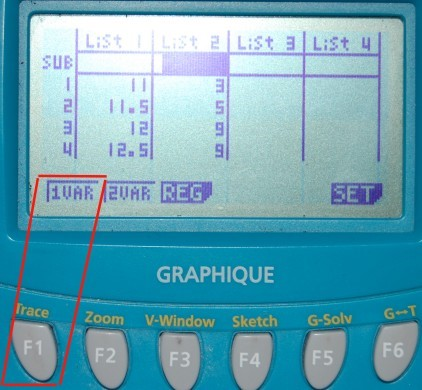 List 1 List 2 List 3 List 4
SUB
1 11 3
2 11.5 5
3 12 9
4 12.5 9
1VAR 2VAR REG SET
GRAPHIQUE
Trace Zoom V-Window Sketch G-Solv G↔T
F1 F2 F3 F4 F5 F6